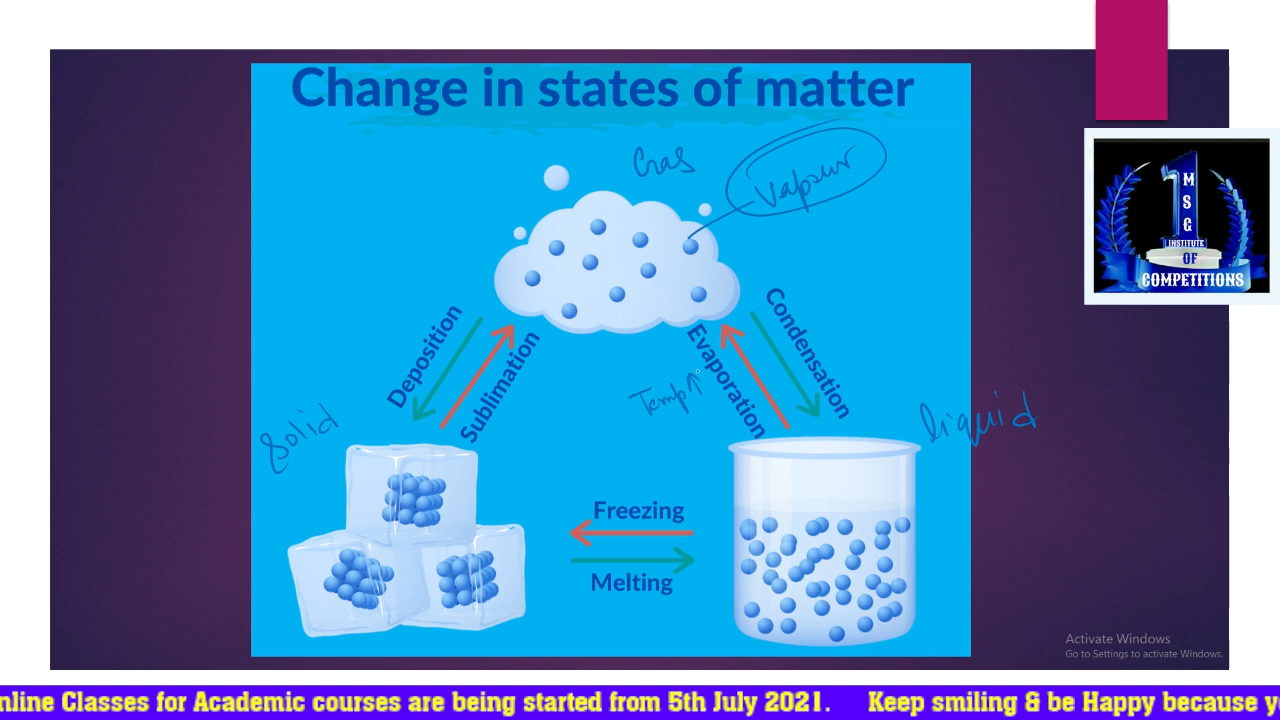 Change in states of matter
Gas
Vapour
Deposition
Sublimation
Evaporation
Condensation
Temp↑
Solid
liquid
Freezing
Melting
1
M
S
G
INSTITUTE
OF
COMPETITIONS
Activate Windows
Go to Settings to activate Windows.
nline Classes for Academic courses are being started from 5th July 2021. Keep smiling & be Happy because y